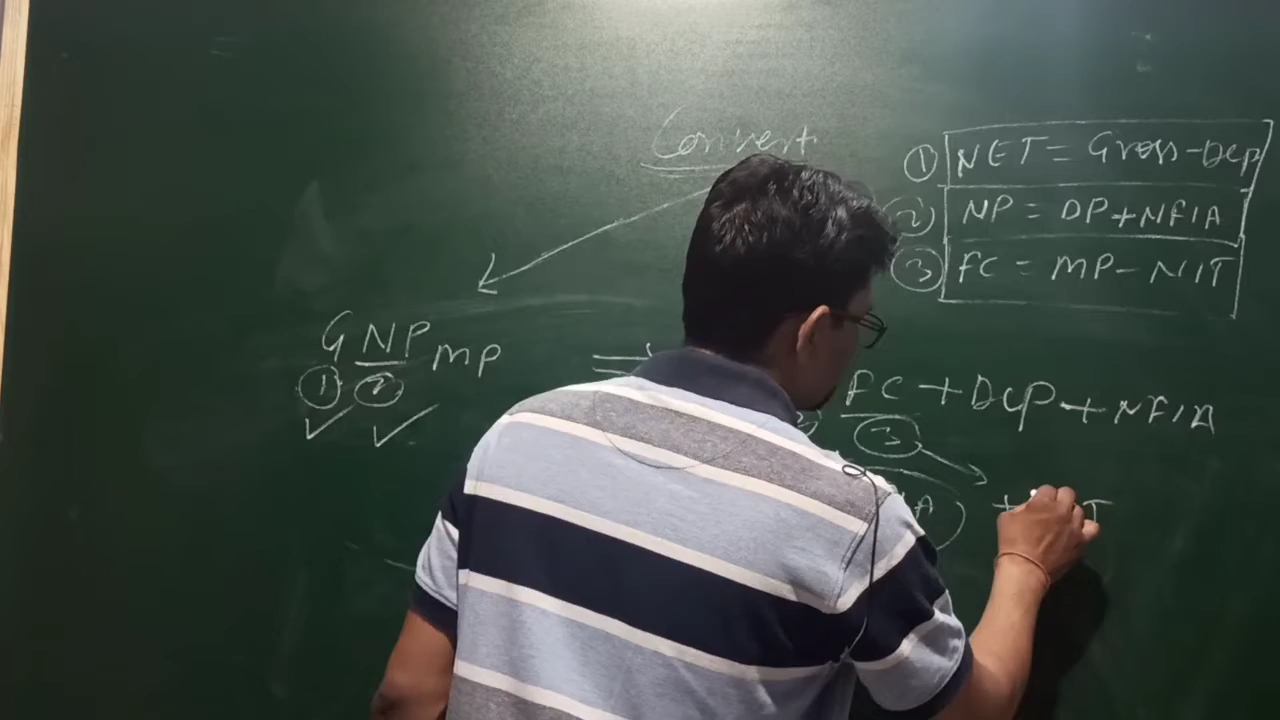 Convert
① NET = Gross - Dep
② NP = DP + NFIA
③ FC = MP - NIT
GNP MP
① ②
FC + Dep + NFIA
③